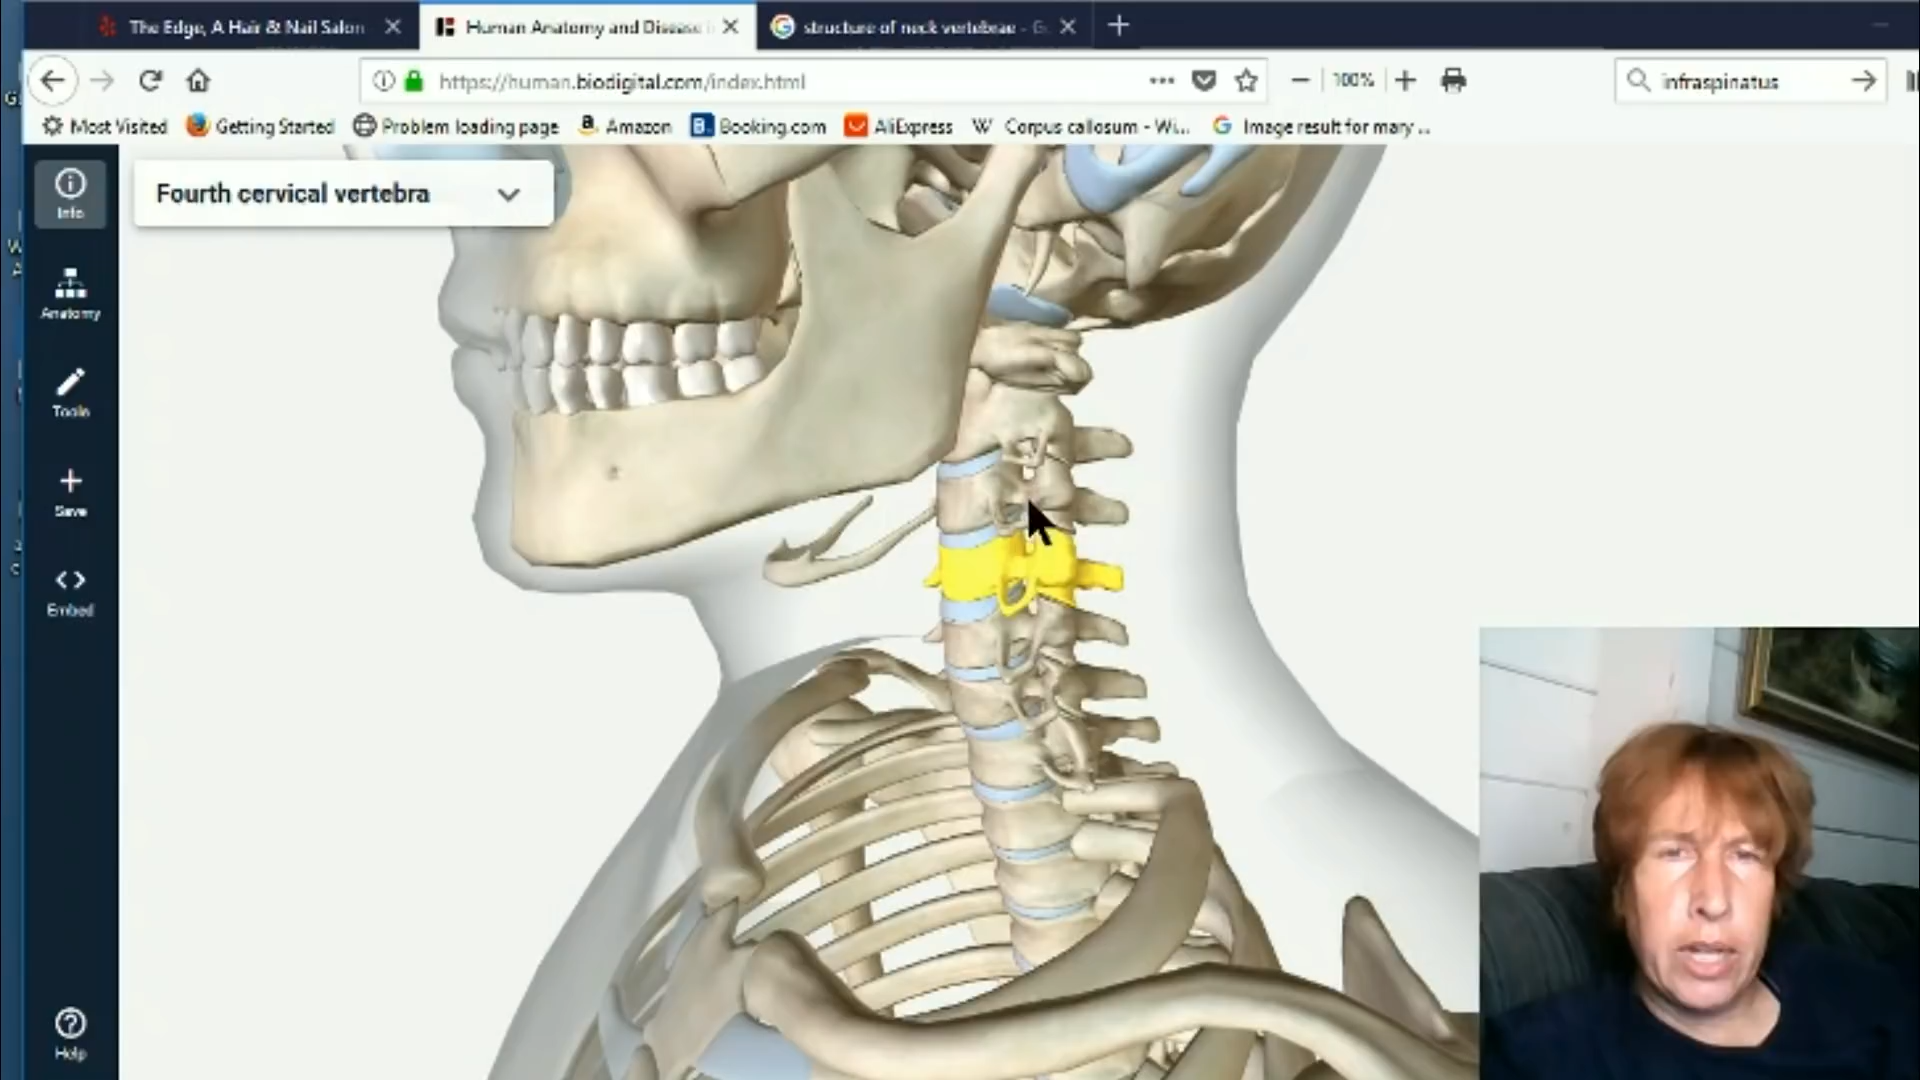 The Edge, A Hair & Nail Salon
Human Anatomy and Disease i
structure of neck vertebrae - G
https://human.biodigital.com/index.html
100%
infraspinatus
Most Visited
Getting Started
Problem loading page
a. Amazon
B. Booking.com
AliExpress
W Corpus callosum - Wi...
G Image result for mary ...
Info
Fourth cervical vertebra
Anatomy
Tools
Save
Embed
Help